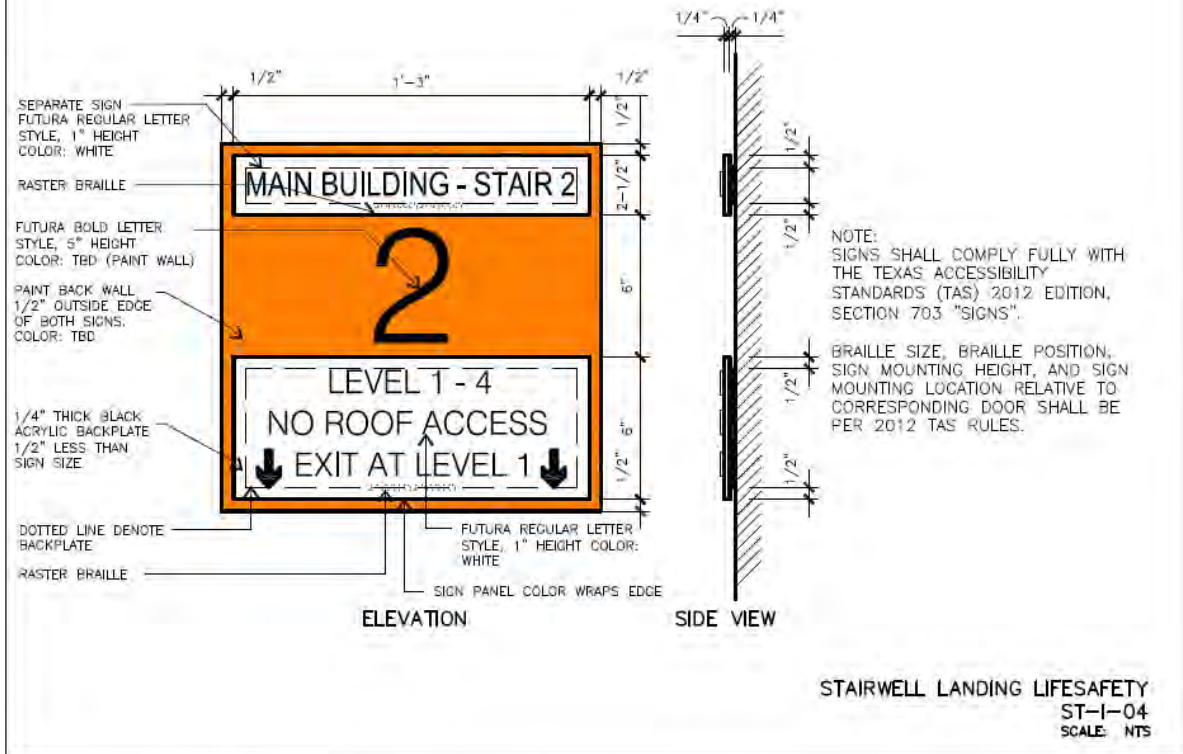 1/4"
1/4"
1/2"
1'-3"
1/2"
SEPARATE SIGN
FUTURA REGULAR LETTER
STYLE, 1" HEIGHT
COLOR: WHITE
RASTER BRAILLE
FUTURA BOLD LETTER
STYLE, 5" HEIGHT
COLOR: TBD (PAINT WALL)
PAINT BACK WALL
1/2" OUTSIDE EDGE
OF BOTH SIGNS.
COLOR: TBD
1/4" THICK BLACK
ACRYLIC BACKPLATE
1/2" LESS THAN
SIGN SIZE
DOTTED LINE DENOTE
BACKPLATE
RASTER BRAILLE
MAIN BUILDING - STAIR 2
2
LEVEL 1 - 4
NO ROOF ACCESS
EXIT AT LEVEL 1
1/2"
2-1/2"
6"
6"
1/2"
FUTURA REGULAR LETTER
STYLE, 1" HEIGHT COLOR:
WHITE
SIGN PANEL COLOR WRAPS EDGE
ELEVATION
1/2"
1/2"
1/2"
1/2"
SIDE VIEW
NOTE:
SIGNS SHALL COMPLY FULLY WITH
THE TEXAS ACCESSIBILITY
STANDARDS (TAS) 2012 EDITION,
SECTION 703 "SIGNS".
BRAILLE SIZE, BRAILLE POSITION,
SIGN MOUNTING HEIGHT, AND SIGN
MOUNTING LOCATION RELATIVE TO
CORRESPONDING DOOR SHALL BE
PER 2012 TAS RULES.
STAIRWELL LANDING LIFESAFETY
ST-I-04
SCALE: NTS